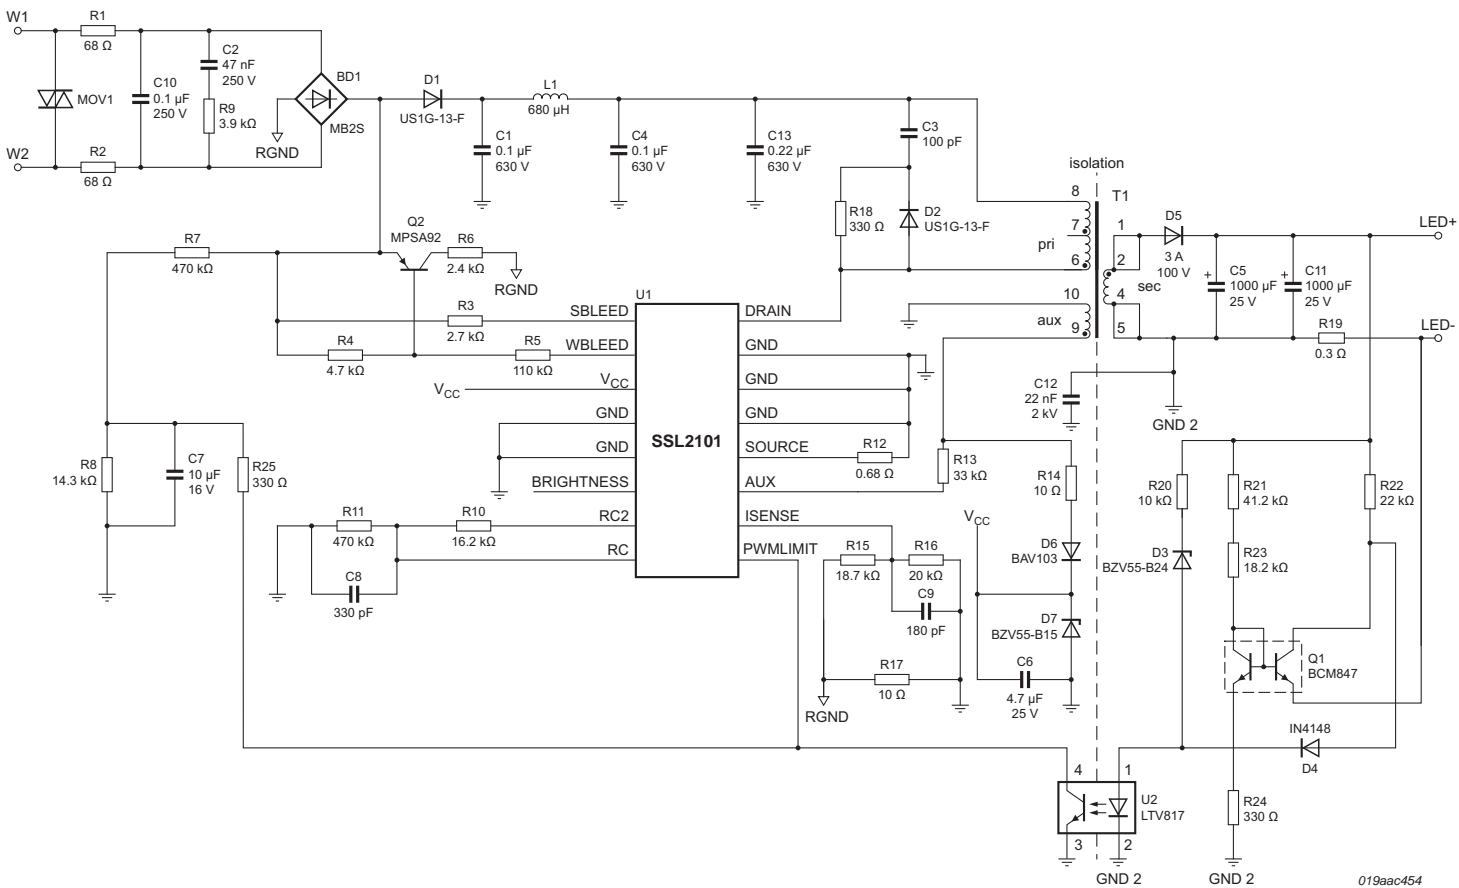 W1
R1
68 Ω
MOV1
C10
0.1 μF
250 V
C2
47 nF
250 V
R9
3.9 kΩ
BD1
MB2S
RGND
W2
R2
68 Ω
D1
US1G-13-F
L1
680 μH
C1
0.1 μF
630 V
C4
0.1 μF
630 V
C13
0.22 μF
630 V
C3
100 pF
R18
330 Ω
D2
US1G-13-F
isolation
T1
8
7
pri
6
10
aux
9
1
2
sec
4
5
D5
3 A
100 V
C5
1000 μF
25 V
C11
1000 μF
25 V
LED+
R19
0.3 Ω
LED-
R7
470 kΩ
Q2
MPSA92
R6
2.4 kΩ
RGND
R3
2.7 kΩ
R4
4.7 kΩ
R5
110 kΩ
VCC
U1
SSL2101
SBLEED
WBLEED
VCC
GND
GND
BRIGHTNESS
RC2
RC
DRAIN
GND
GND
GND
SOURCE
AUX
ISENSE
PWMLIMIT
R12
0.68 Ω
R13
33 kΩ
C12
22 nF
2 kV
GND 2
R8
14.3 kΩ
C7
10 μF
16 V
R25
330 Ω
R11
470 kΩ
R10
16.2 kΩ
C8
330 pF
R15
18.7 kΩ
R16
20 kΩ
C9
180 pF
R17
10 Ω
RGND
VCC
R14
10 Ω
D6
BAV103
D7
BZV55-B15
C6
4.7 μF
25 V
R20
10 kΩ
R21
41.2 kΩ
R22
22 kΩ
D3
BZV55-B24
R23
18.2 kΩ
Q1
BCM847
IN4148
D4
4
1
U2
LTV817
3
2
GND 2
R24
330 Ω
GND 2
019aac454